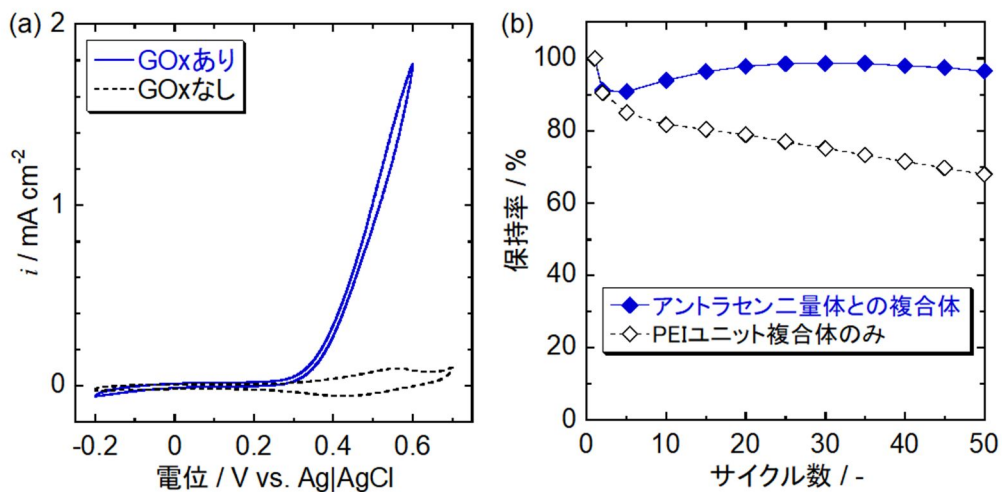 (a)
2
1
0
i / mA cm-2
GOxあり
GOxなし
-0.2 0 0.2 0.4 0.6
電位 / V vs. Ag|AgCl
(b)
100
80
60
40
20
0
保持率 / %
アントラセン二量体との複合体
PEIユニット複合体のみ
0 10 20 30 40 50
サイクル数 / -